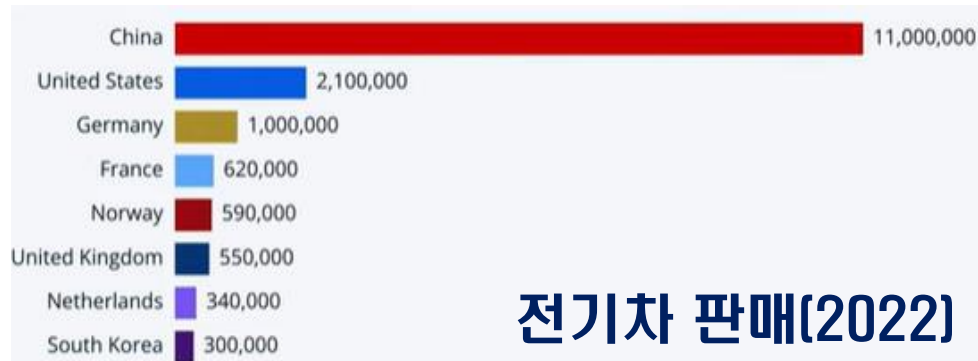 China 11,000,000
United States 2,100,000
Germany 1,000,000
France 620,000
Norway 590,000
United Kingdom 550,000
Netherlands 340,000
South Korea 300,000
전기차 판매(2022)